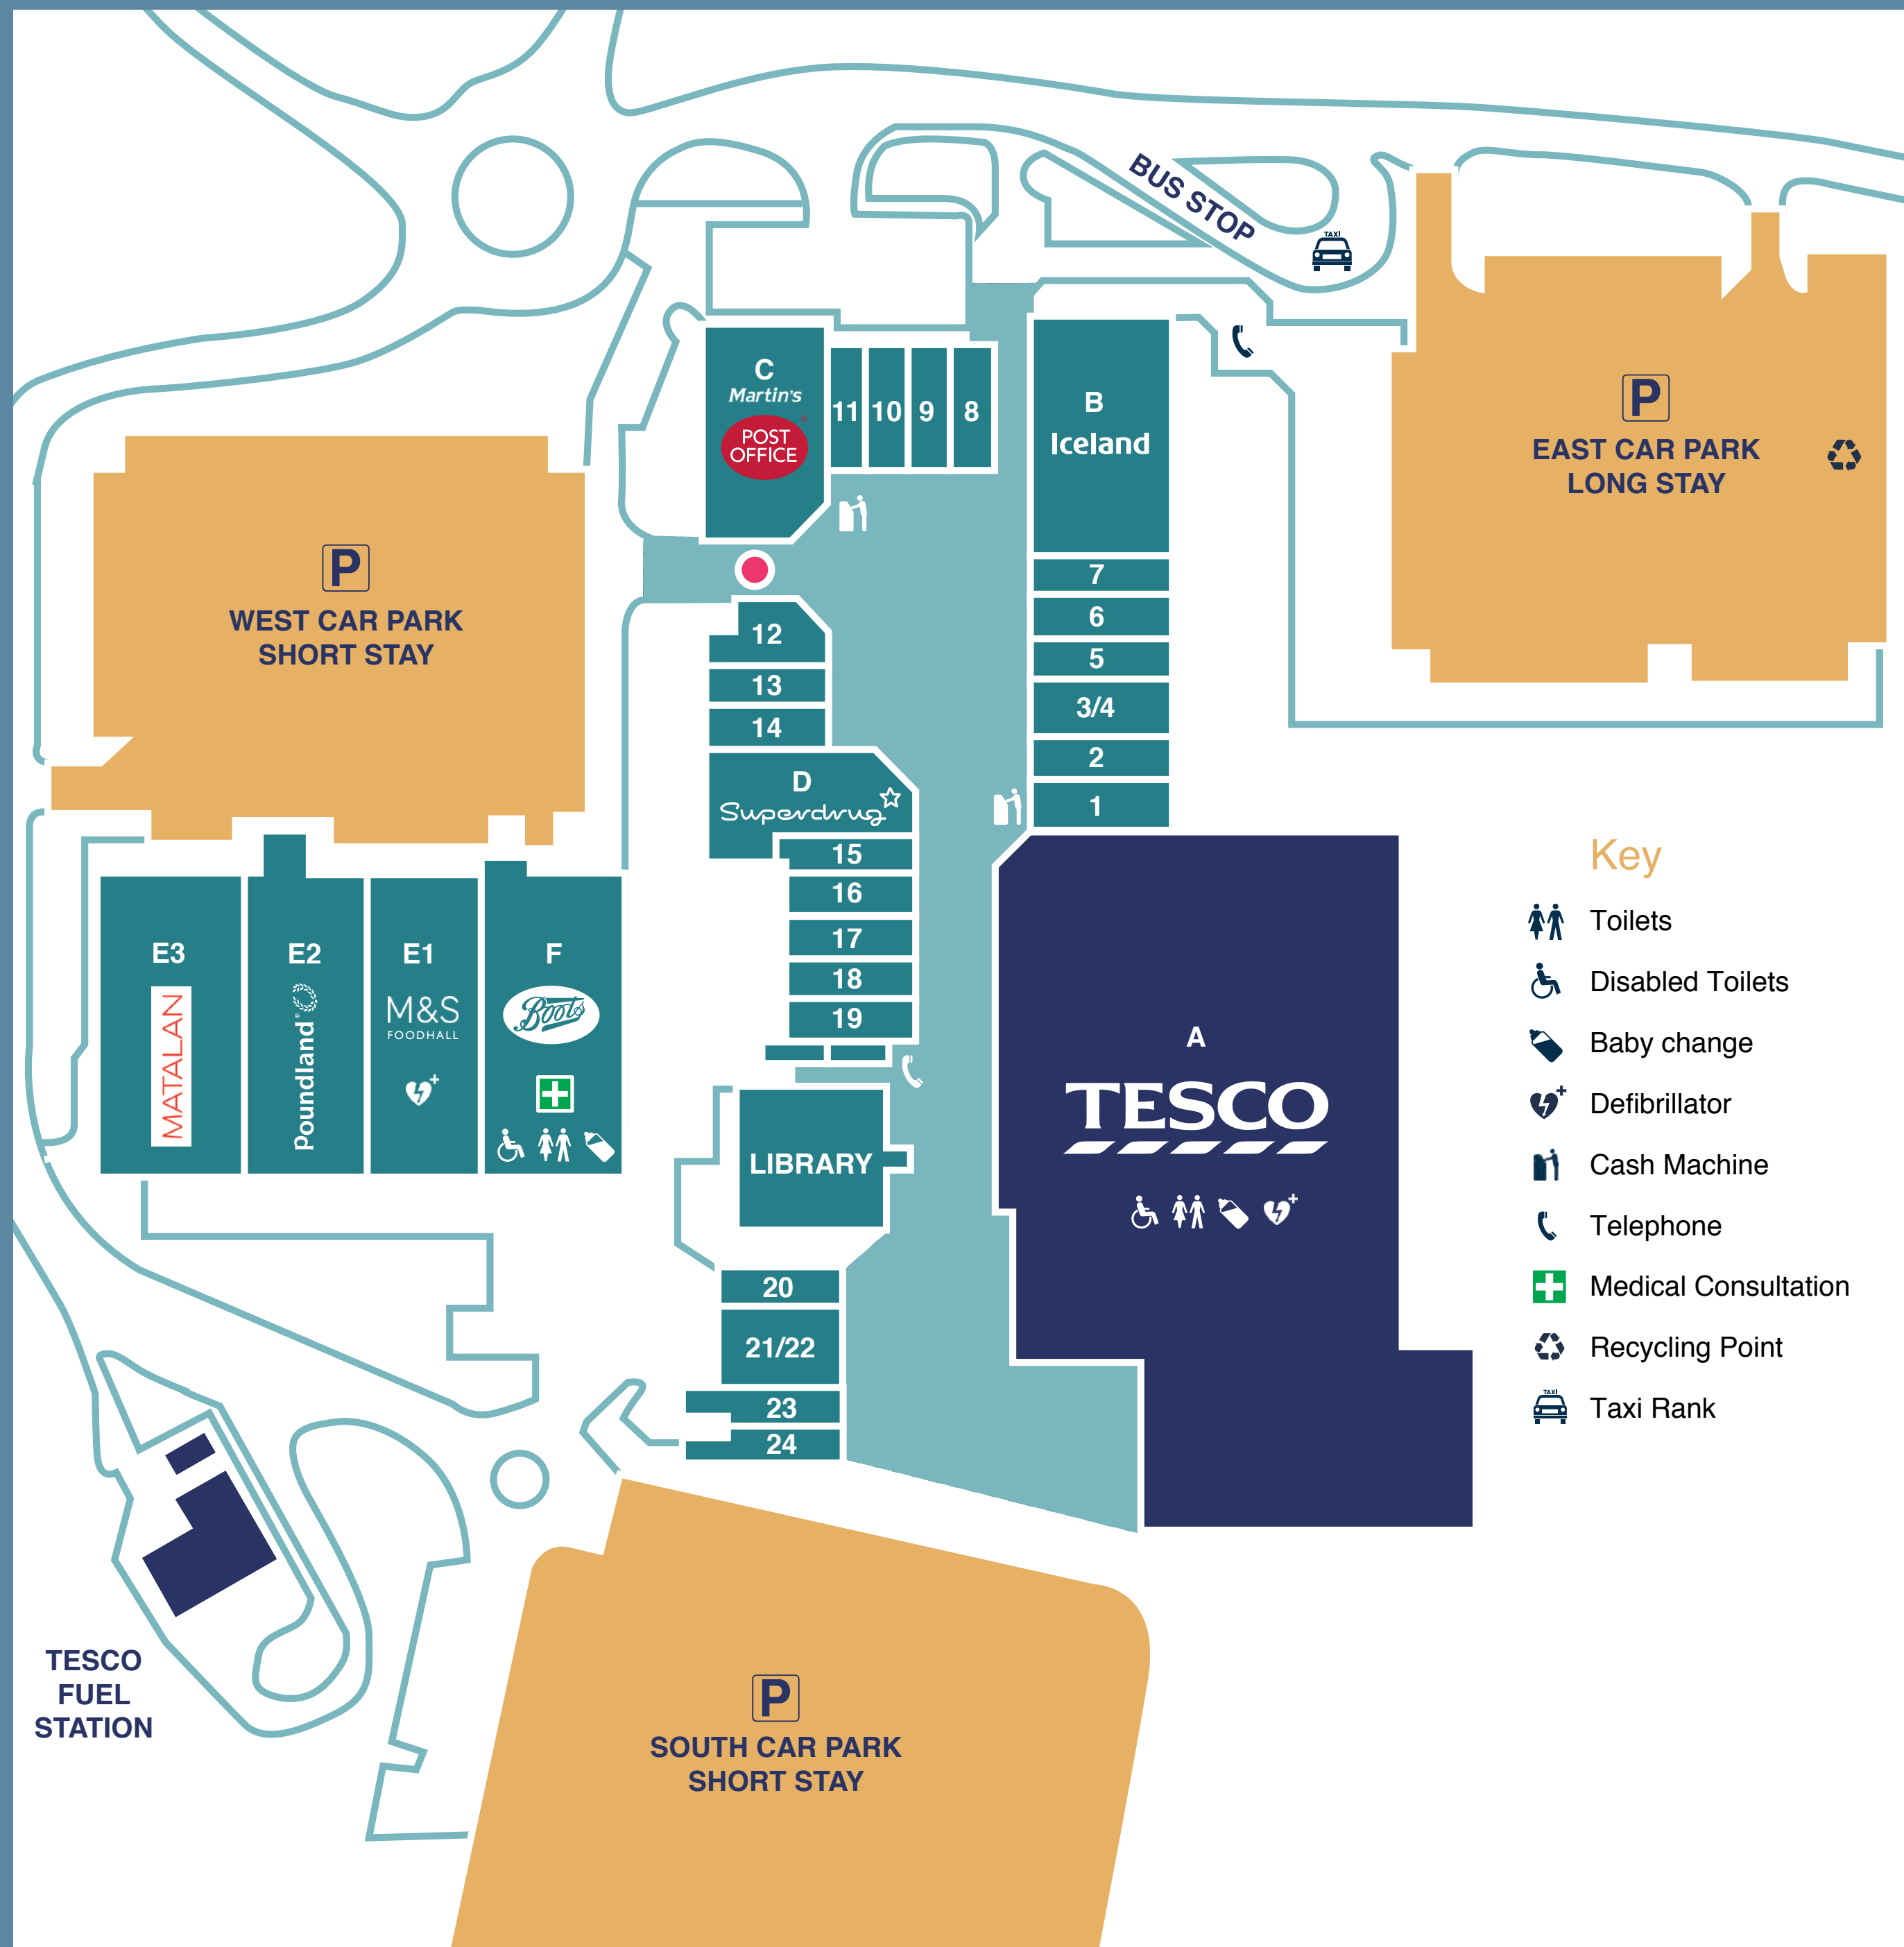 BUS STOP
TAXI
C
Martin's
POST
OFFICE
11
10
9
8
B
Iceland
P
EAST CAR PARK
LONG STAY
P
WEST CAR PARK
SHORT STAY
7
6
5
3/4
2
1
12
13
14
D
Superdrug
15
16
17
18
19
E3
MATALAN
E2
Poundland
E1
M&S
FOODHALL
F
Boots
LIBRARY
A
TESCO
20
21/22
23
24
TESCO
FUEL
STATION
P
SOUTH CAR PARK
SHORT STAY
Key
Toilets
Disabled Toilets
Baby change
Defibrillator
Cash Machine
Telephone
Medical Consultation
Recycling Point
TAXI
Taxi Rank